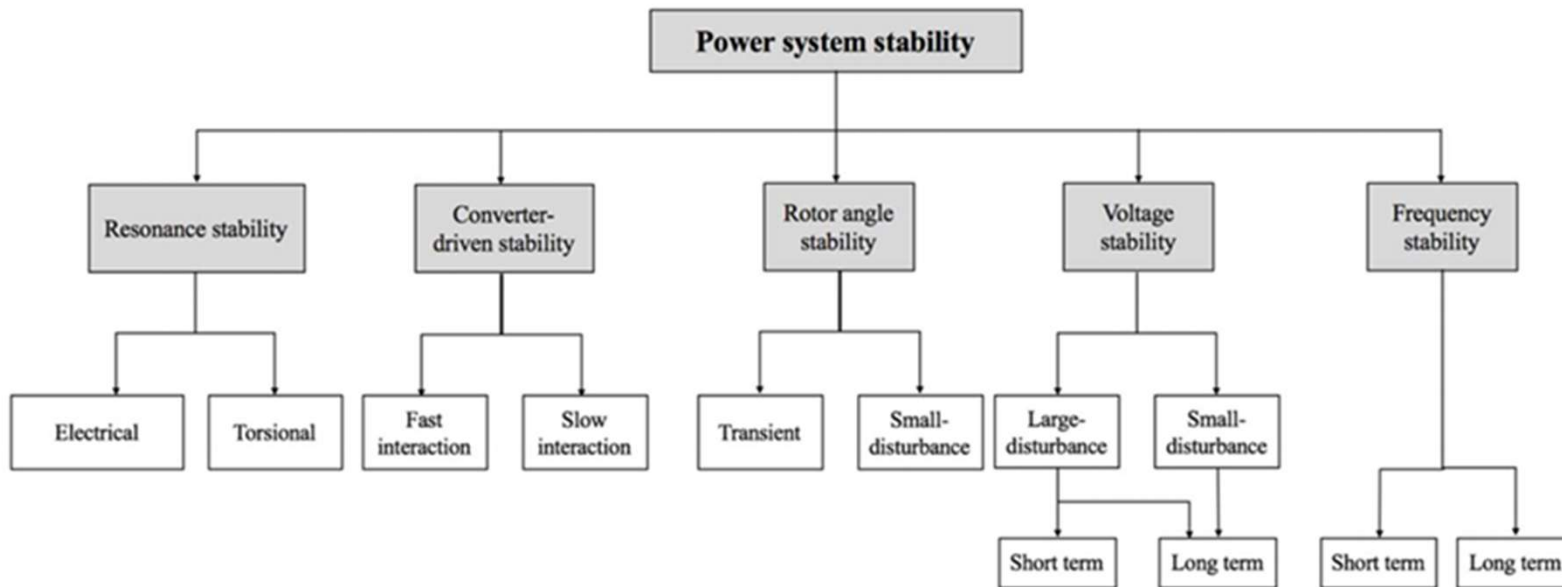 Power system stability
Resonance stability
Converter-
driven stability
Rotor angle
stability
Voltage
stability
Frequency
stability
Electrical
Torsional
Fast
interaction
Slow
interaction
Transient
Small-
disturbance
Large-
disturbance
Small-
disturbance
Short term
Long term
Short term
Long term